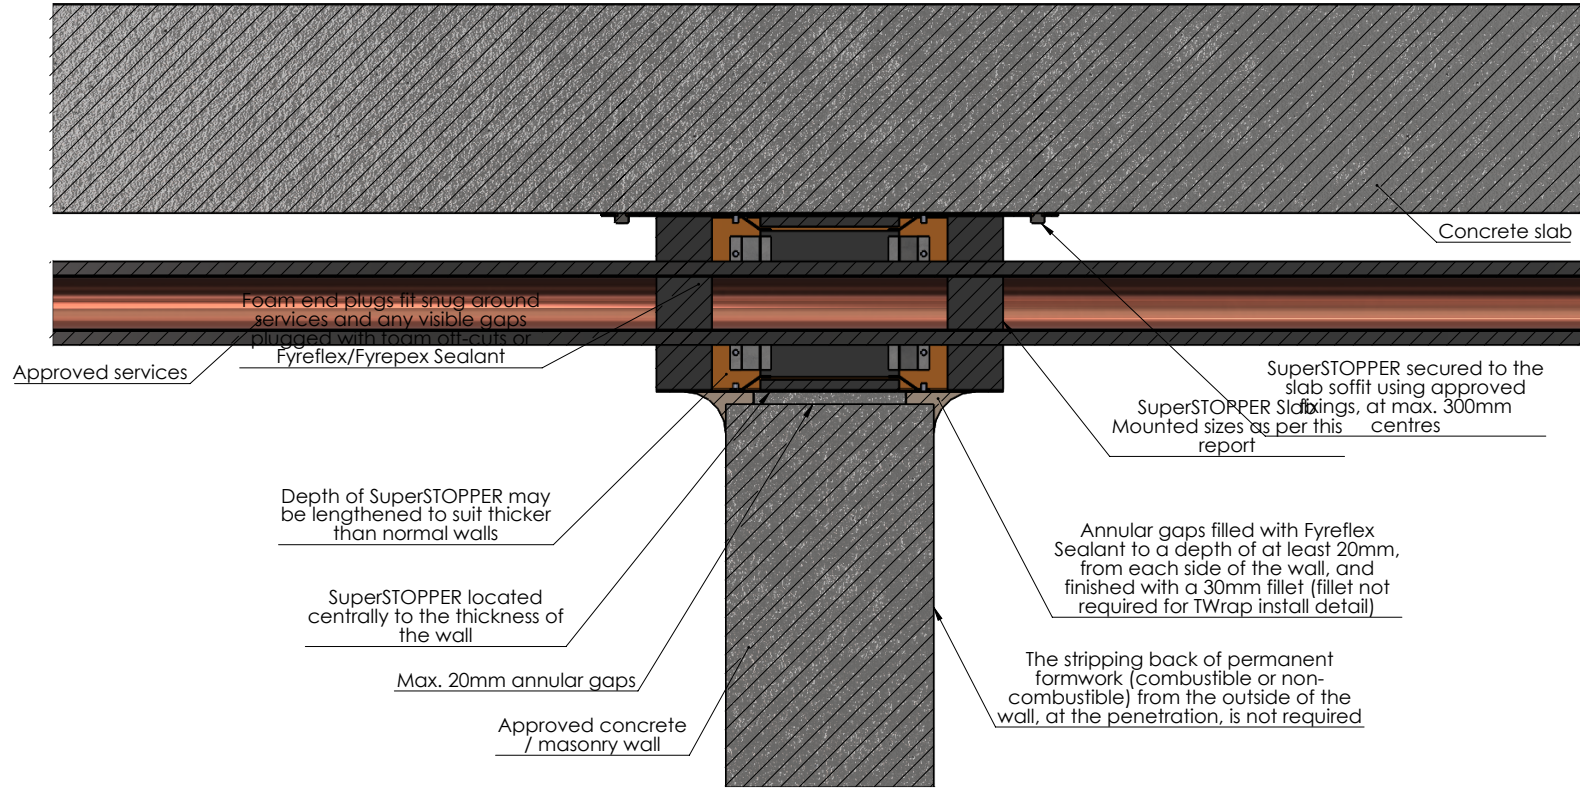 Concrete slab
Foam end plugs fit snug around
services and any visible gaps
plugged with foam off-cuts or
Fyreflex/Fyrepex Sealant
Approved services
SuperSTOPPER secured to the
slab soffit using approved
fixings, at max. 300mm
centres
SuperSTOPPER Slab
Mounted sizes as per this
report
Depth of SuperSTOPPER may
be lengthened to suit thicker
than normal walls
Annular gaps filled with Fyreflex
Sealant to a depth of at least 20mm,
from each side of the wall, and
finished with a 30mm fillet (fillet not
required for TWrap install detail)
SuperSTOPPER located
centrally to the thickness of
the wall
Max. 20mm annular gaps
The stripping back of permanent
formwork (combustible or non-
combustible) from the outside of the
wall, at the penetration, is not required
Approved concrete
/ masonry wall